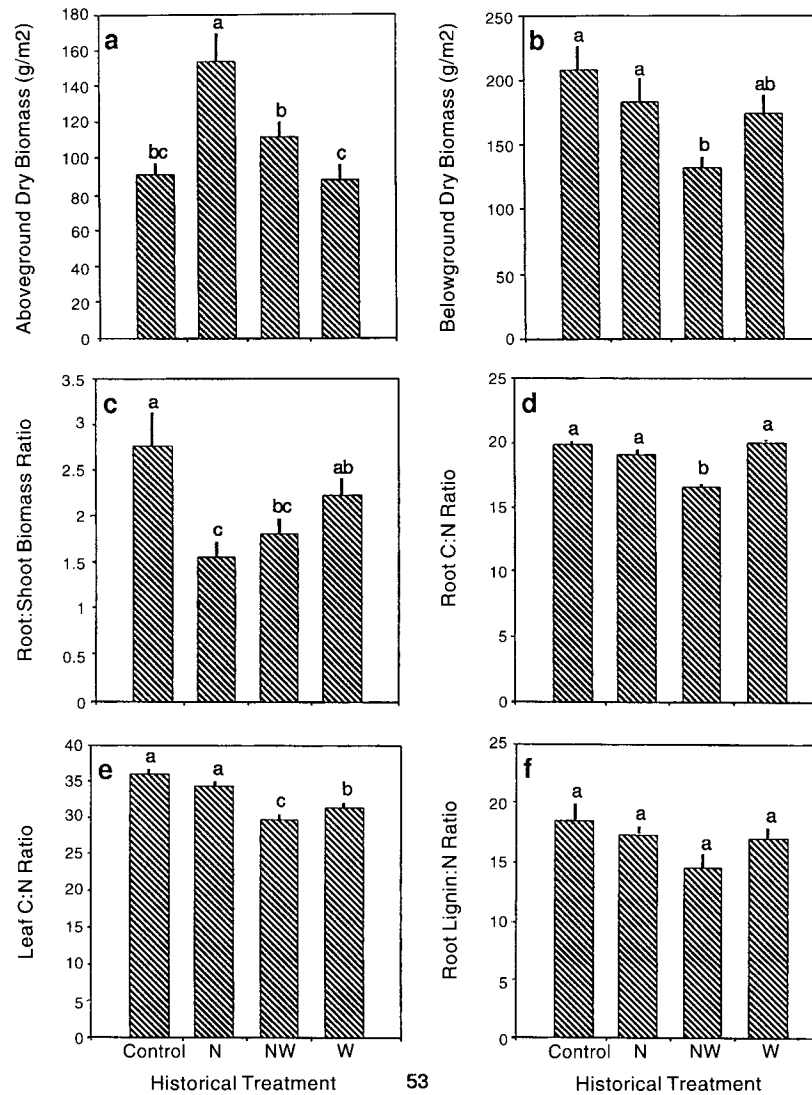 a
Aboveground Dry Biomass (g/m2)
180
160
140
120
100
80
60
40
20
0
bc
a
b
c
b
Belowground Dry Biomass (g/m2)
250
200
150
100
50
0
a
a
b
ab
c
Root:Shoot Biomass Ratio
3.5
3
2.5
2
1.5
1
0.5
0
a
c
bc
ab
d
Root C:N Ratio
25
20
15
10
5
0
a
a
b
a
e
Leaf C:N Ratio
40
35
30
25
20
15
10
5
0
a
a
c
b
Control N NW W
Historical Treatment
f
Root Lignin:N Ratio
25
20
15
10
5
0
a
a
a
a
Control N NW W
Historical Treatment
53